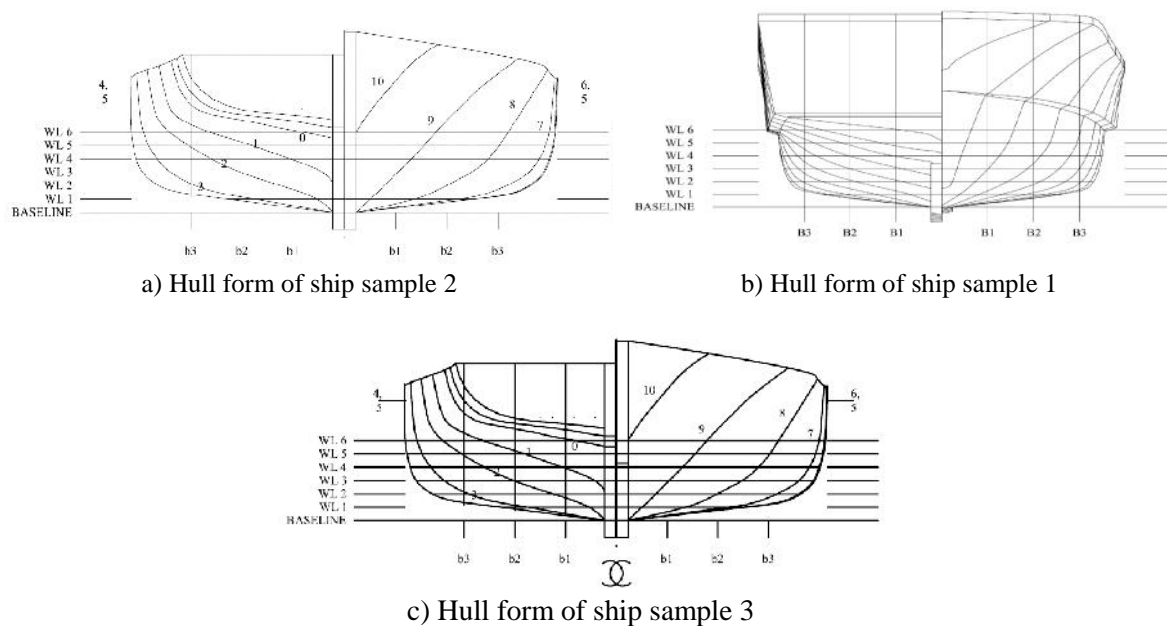 10
9
8
7
6,
5
4,
5
0
1
2
3
WL 6
WL 5
WL 4
WL 3
WL 2
WL 1
BASELINE
b3 b2 b1 b1 b2 b3
a) Hull form of ship sample 2
WL 6
WL 5
WL 4
WL 3
WL 2
WL 1
BASELINE
B3 B2 B1 B1 B2 B3
b) Hull form of ship sample 1
10
9
8
7
6,
5
4,
5
0
1
2
3
WL 6
WL 5
WL 4
WL 3
WL 2
WL 1
BASELINE
b3 b2 b1 b1 b2 b3
c) Hull form of ship sample 3